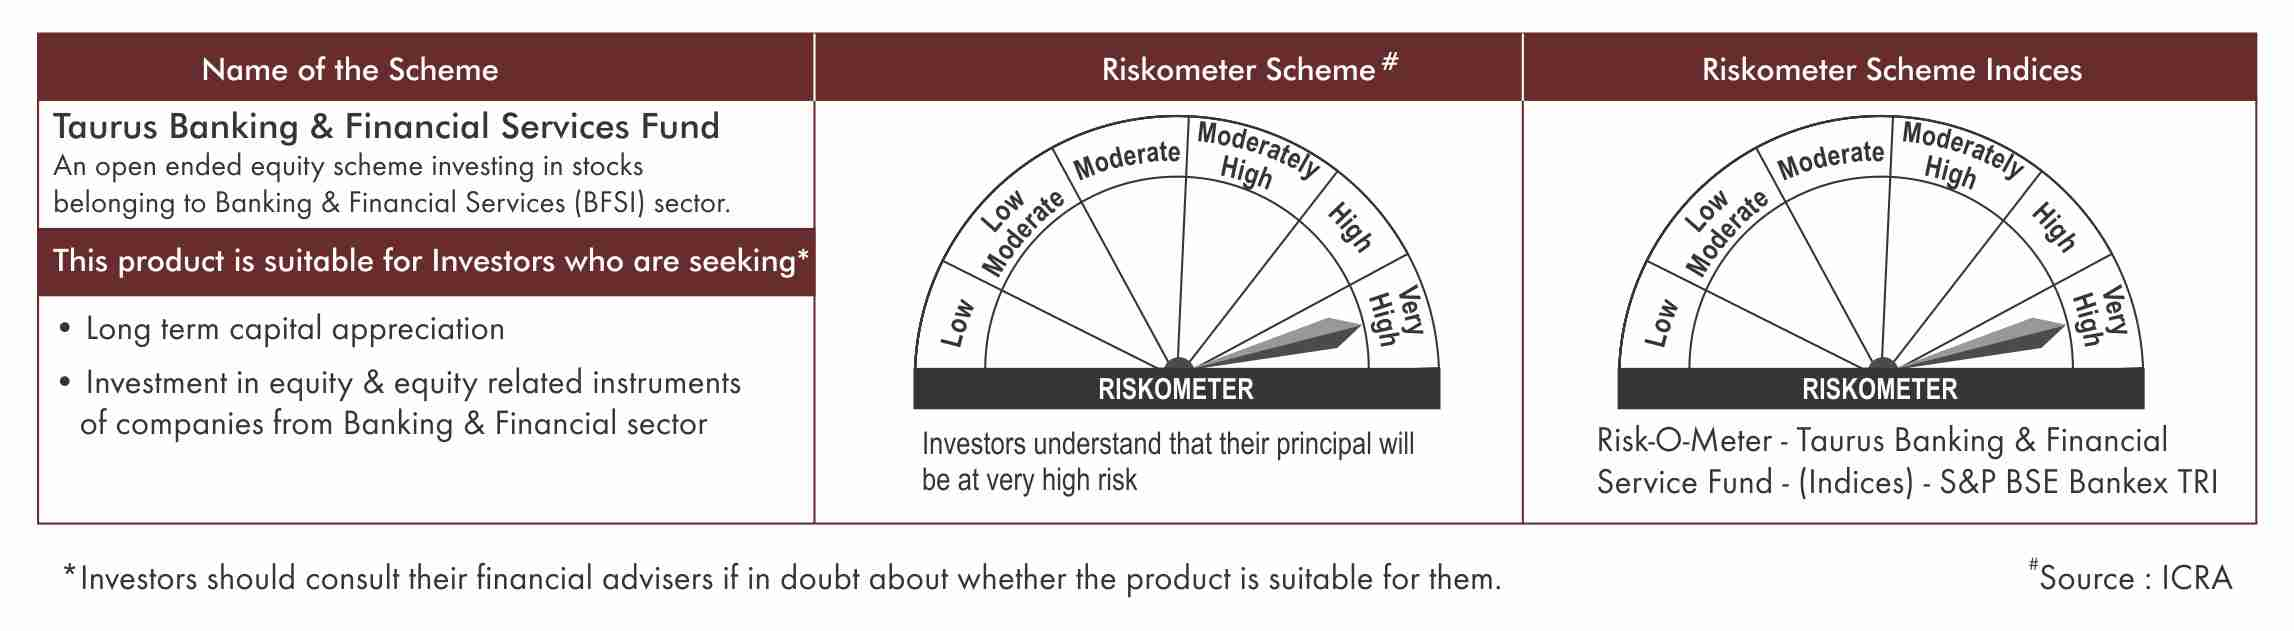 Name of the Scheme
Riskometer Scheme #
Riskometer Scheme Indices
Taurus Banking & Financial Services Fund
An open ended equity scheme investing in stocks
belonging to Banking & Financial Services (BFSI) sector.
This product is suitable for Investors who are seeking*
• Long term capital appreciation
• Investment in equity & equity related instruments
of companies from Banking & Financial sector
Low
Low
Moderate
Moderate
Moderately
High
High
Very
High
RISKOMETER
Investors understand that their principal will
be at very high risk
Low
Low
Moderate
Moderate
Moderately
High
High
Very
High
RISKOMETER
Risk-O-Meter - Taurus Banking & Financial
Service Fund - (Indices) - S&P BSE Bankex TRI
*Investors should consult their financial advisers if in doubt about whether the product is suitable for them.
#Source : ICRA